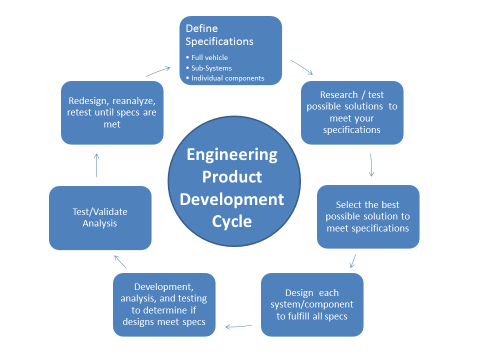 Define
Specifications
• Full vehicle
• Sub-Systems
• Individual components
Research / test
possible solutions to
meet your
specifications
Select the best
possible solution to
meet specifications
Design each
system/component
to fulfill all specs
Development,
analysis, and testing
to determine if
designs meet specs
Test/Validate
Analysis
Redesign, reanalyze,
retest until specs are
met
Engineering
Product
Development
Cycle